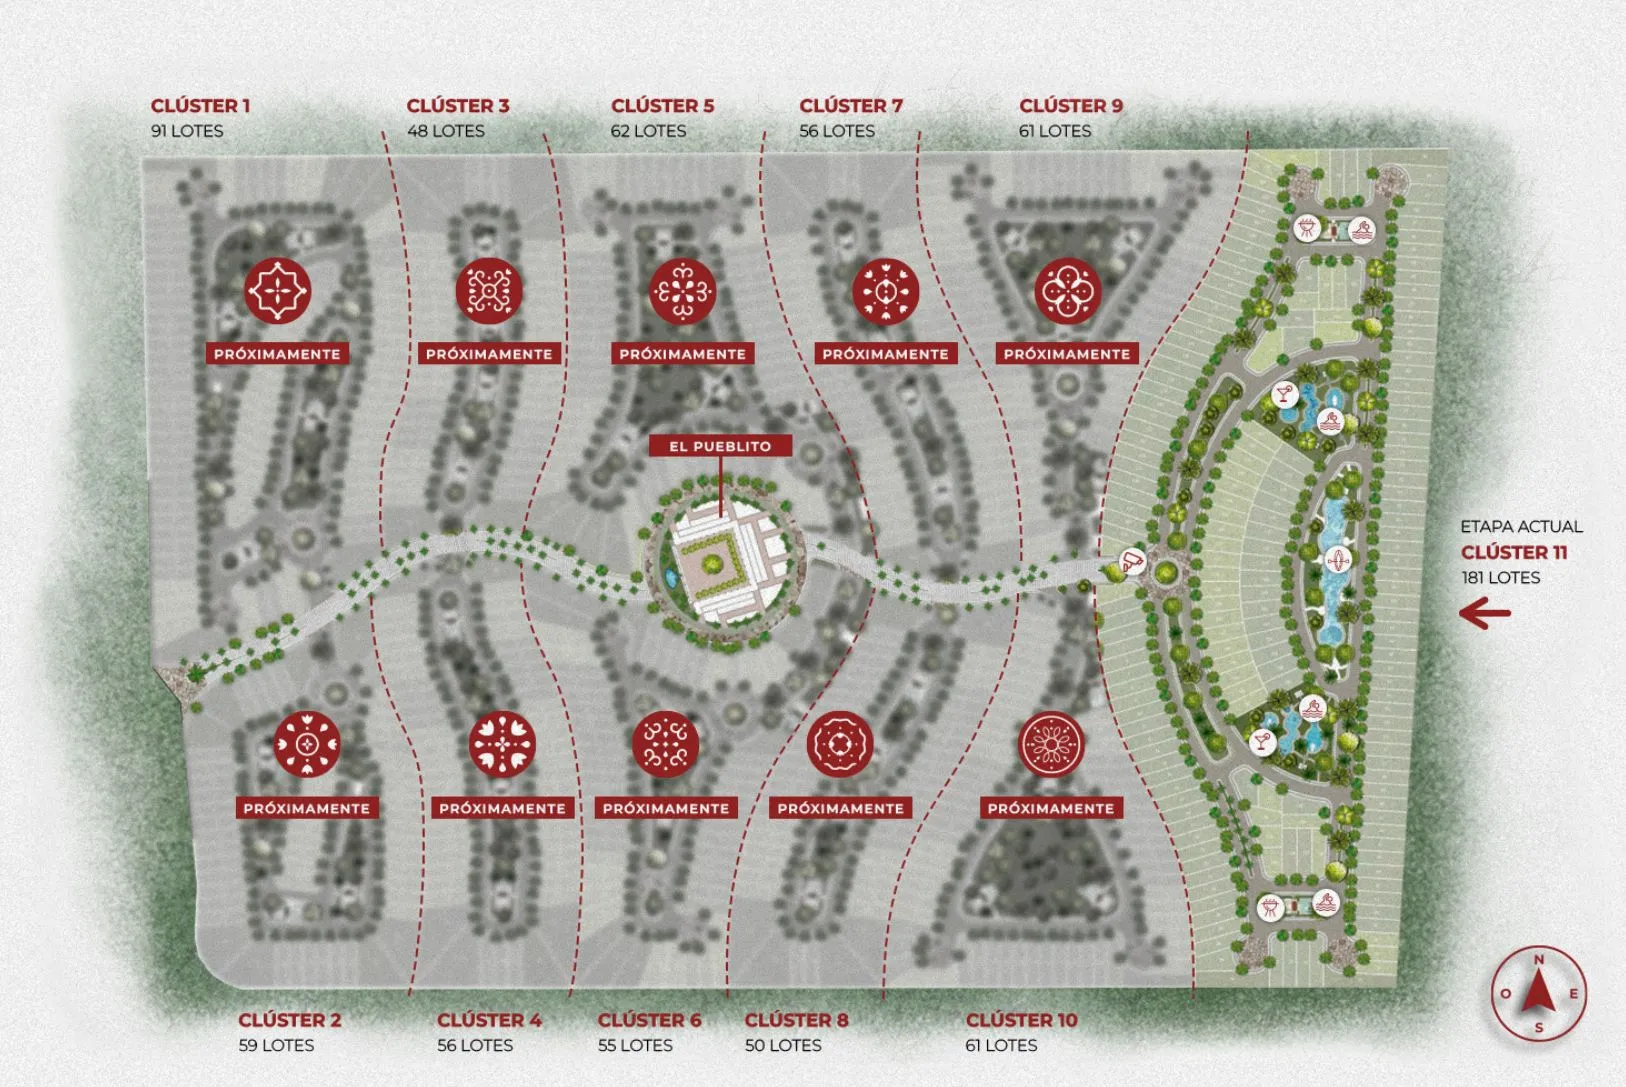 CLÚSTER 1
91 LOTES
CLÚSTER 3
48 LOTES
CLÚSTER 5
62 LOTES
CLÚSTER 7
56 LOTES
CLÚSTER 9
61 LOTES
PRÓXIMAMENTE
PRÓXIMAMENTE
PRÓXIMAMENTE
PRÓXIMAMENTE
PRÓXIMAMENTE
EL PUEBLITO
ETAPA ACTUAL
CLÚSTER 11
181 LOTES
PRÓXIMAMENTE
PRÓXIMAMENTE
PRÓXIMAMENTE
PRÓXIMAMENTE
PRÓXIMAMENTE
CLÚSTER 2
59 LOTES
CLÚSTER 4
56 LOTES
CLÚSTER 6
55 LOTES
CLÚSTER 8
50 LOTES
CLÚSTER 10
61 LOTES
N
O
E
S